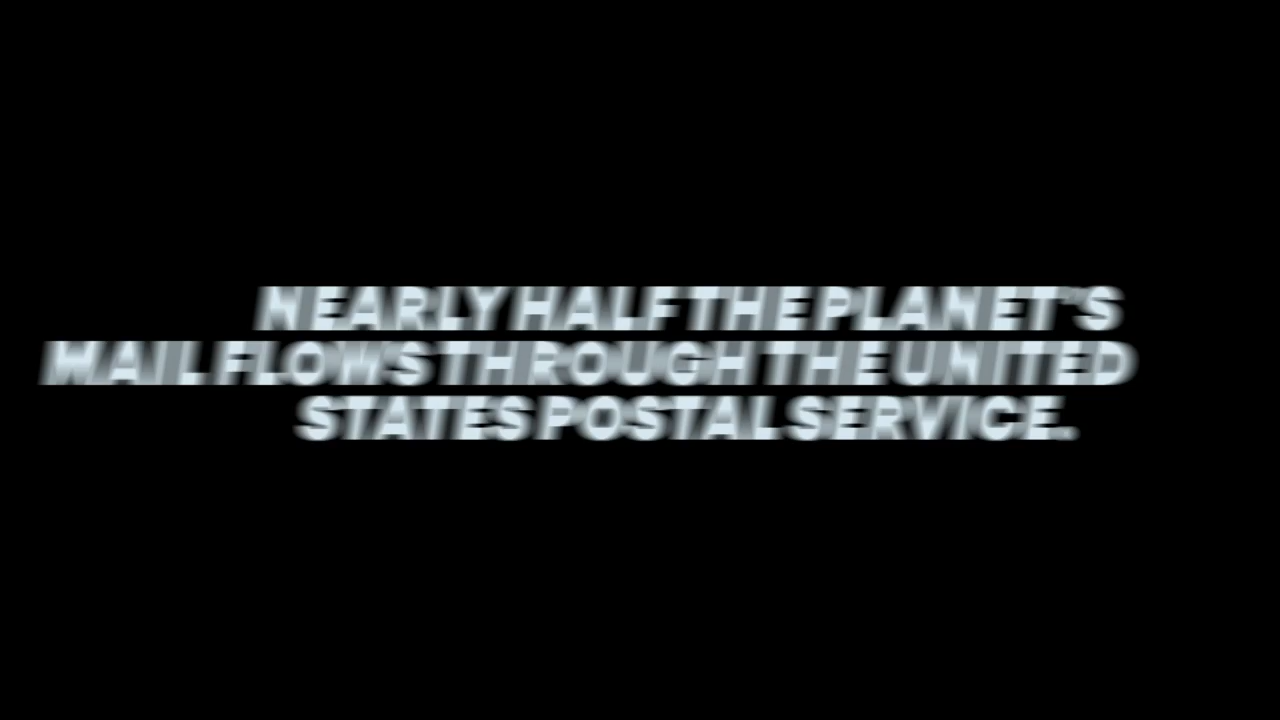 NEARLY HALF THE PLANET'S
MAIL FLOWS THROUGH THE UNITED
STATES POSTAL SERVICE.